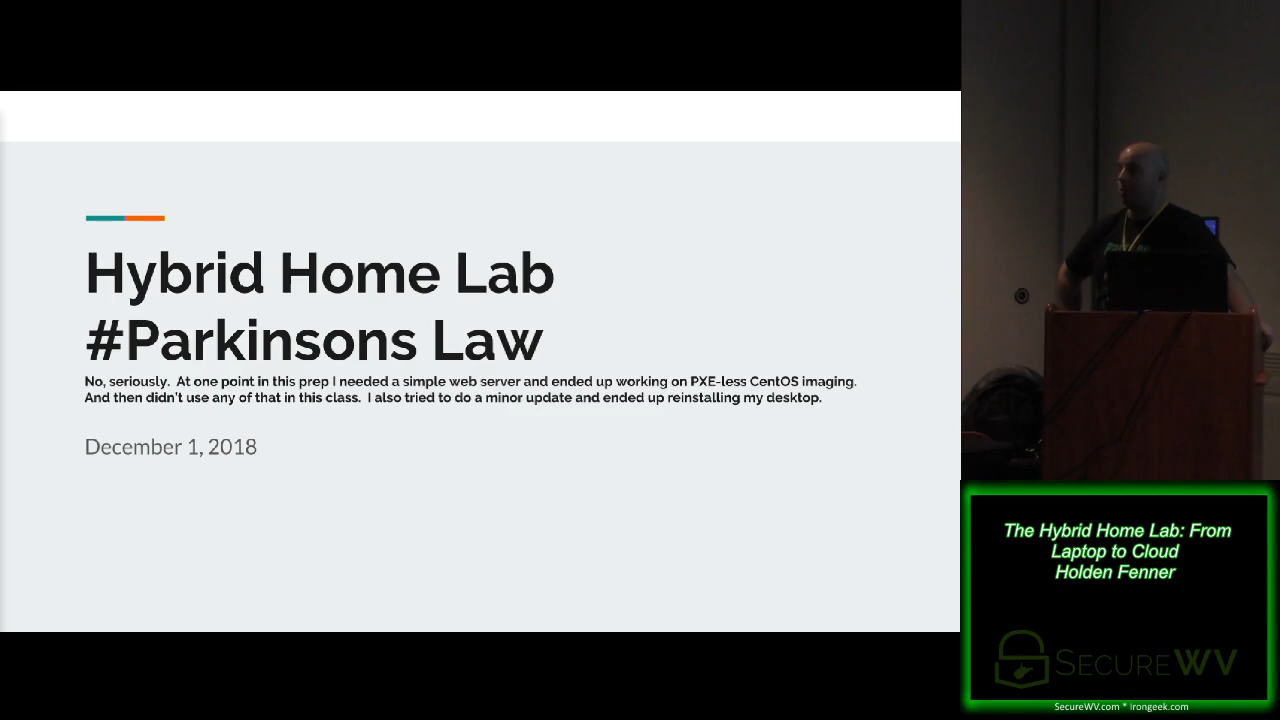 Hybrid Home Lab
#Parkinsons Law
No, seriously.  At one point in this prep I needed a simple web server and ended up working on PXE-less CentOS imaging.
And then didn't use any of that in this class.  I also tried to do a minor update and ended up reinstalling my desktop.
December 1, 2018
The Hybrid Home Lab: From
Laptop to Cloud
Holden Fenner
SECUREWV
SecureWV.com * Irongeek.com